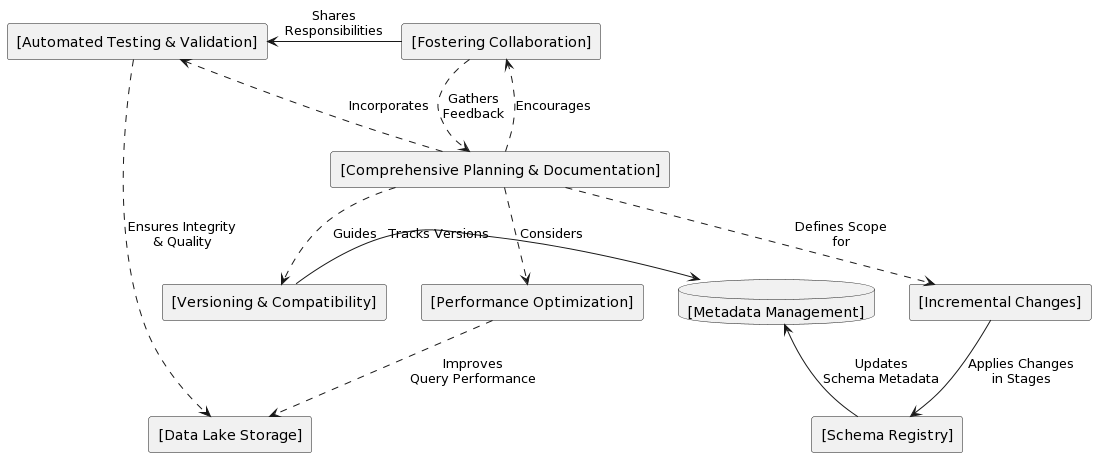 Shares
Responsibilities
[Automated Testing & Validation]
[Fostering Collaboration]
Incorporates
Gathers
Feedback
Encourages
[Comprehensive Planning & Documentation]
Ensures Integrity
& Quality
Guides
Tracks Versions
Considers
Defines Scope
for
[Versioning & Compatibility]
[Performance Optimization]
[Metadata Management]
[Incremental Changes]
Improves
Query Performance
Updates
Schema Metadata
Applies Changes
in Stages
[Data Lake Storage]
[Schema Registry]